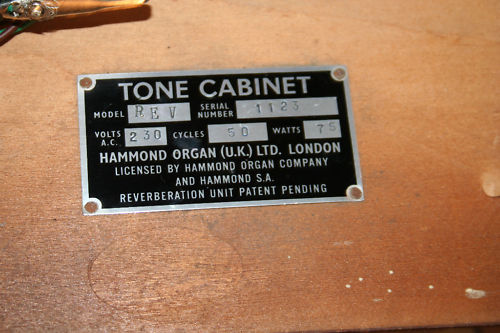 TONE CABINET
MODEL REV SERIAL NUMBER 1123
VOLTS A.C. 230 CYCLES 50 WATTS 75
HAMMOND ORGAN (U.K.) LTD. LONDON
LICENSED BY HAMMOND ORGAN COMPANY
AND HAMMOND S.A.
REVERBERATION UNIT PATENT PENDING